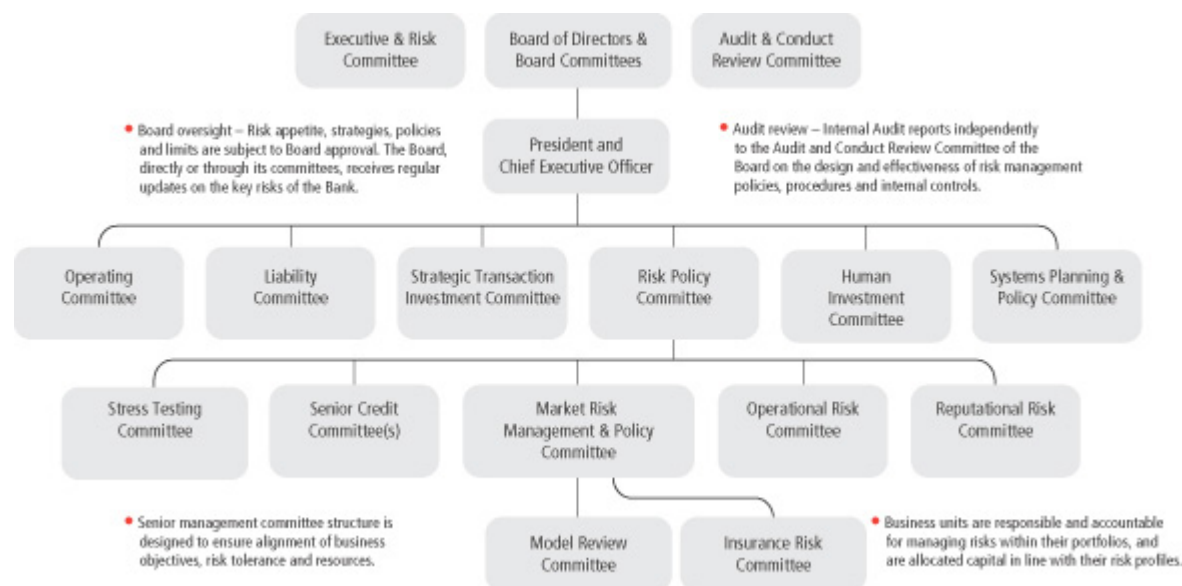 Executive & Risk
Committee
Board of Directors &
Board Committees
Audit & Conduct
Review Committee
• Board oversight – Risk appetite, strategies, policies
and limits are subject to Board approval. The Board,
directly or through its committees, receives regular
updates on the key risks of the Bank.
President and
Chief Executive Officer
• Audit review – Internal Audit reports independently
to the Audit and Conduct Review Committee of the
Board on the design and effectiveness of risk management
policies, procedures and internal controls.
Operating
Committee
Liability
Committee
Strategic Transaction
Investment Committee
Risk Policy
Committee
Human
Investment
Committee
Systems Planning &
Policy Committee
Stress Testing
Committee
Senior Credit
Committee(s)
Market Risk
Management & Policy
Committee
Operational Risk
Committee
Reputational Risk
Committee
• Senior management committee structure is
designed to ensure alignment of business
objectives, risk tolerance and resources.
Model Review
Committee
Insurance Risk
Committee
• Business units are responsible and accountable
for managing risks within their portfolios, and
are allocated capital in line with their risk profiles.